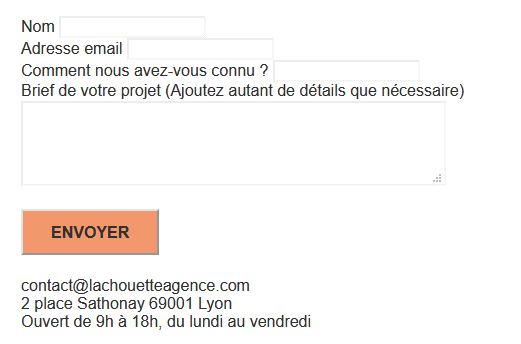 Nom
Adresse email
Comment nous avez-vous connu ?
Brief de votre projet (Ajoutez autant de détails que nécessaire)
ENVOYER
contact@lachouetteagence.com
2 place Sathonay 69001 Lyon
Ouvert de 9h à 18h, du lundi au vendredi